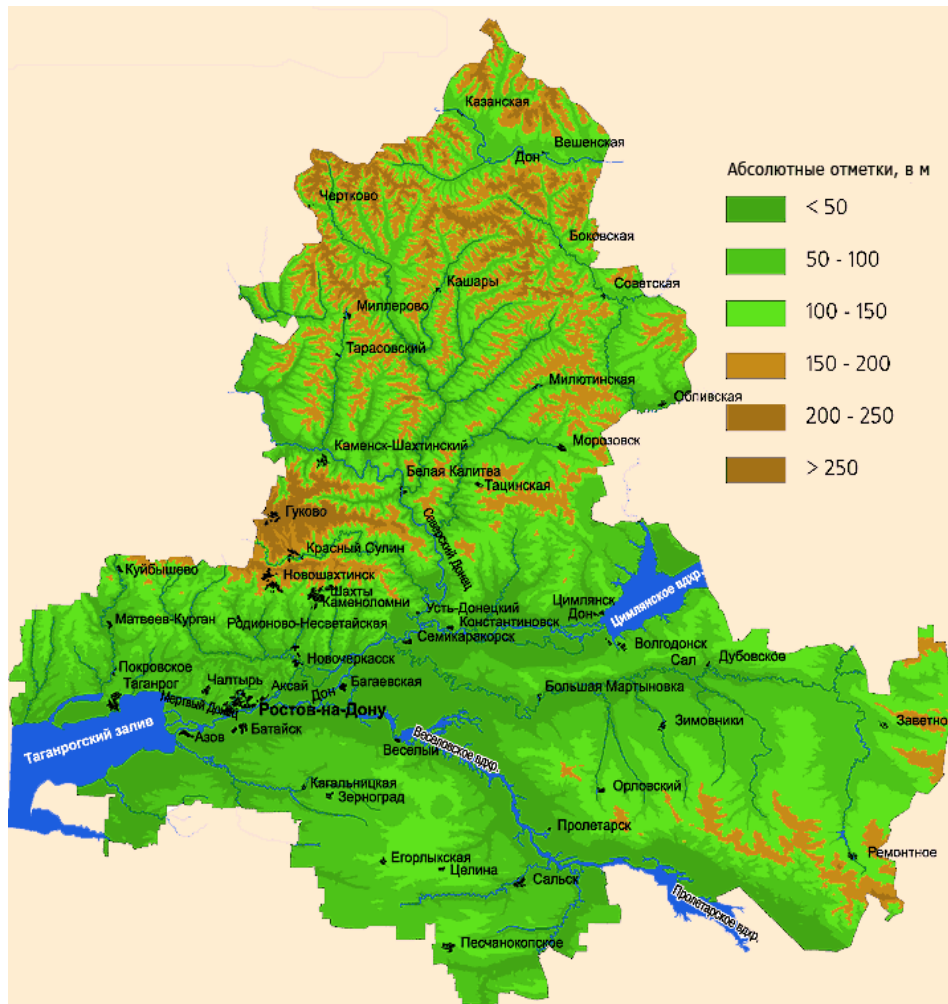 Казанская
Вешенская
Дон
Абсолютные отметки, в м
Чертково
< 50
Боковская
50 - 100
Кашары
Советская
Миллерово
100 - 150
Тарасовский
150 - 200
Милютинская
Обливская
200 - 250
Каменск-Шахтинский
Морозовск
Белая Калитва
> 250
Тацинская
Гуково
Северский Донец
Красный Сулин
Куйбышево
Новошахтинск
Шахты
Каменоломни
Цимлянское вдхр.
Усть-Донецкий
Цимлянск
Матвеев-Курган
Родионово-Несветайская
Константиновск
Дон
Семикаракорск
Волгодонск
Новочеркасск
Сал
Дубовское
Покровское
Чалтырь
Таганрог
Аксай
Дон
Багаевская
Большая Мартыновка
Мертвый Донец
Ростов-на-Дону
Зимовники
Заветно
Таганрогский залив
Азов
Батайск
Веселый
Веселовское вдхр.
Кагальницкая
Зерноград
Орловский
Пролетарск
Егорлыкская
Целина
Ремонтное
Сальск
Пролетарское вдхр.
Песчанокопское